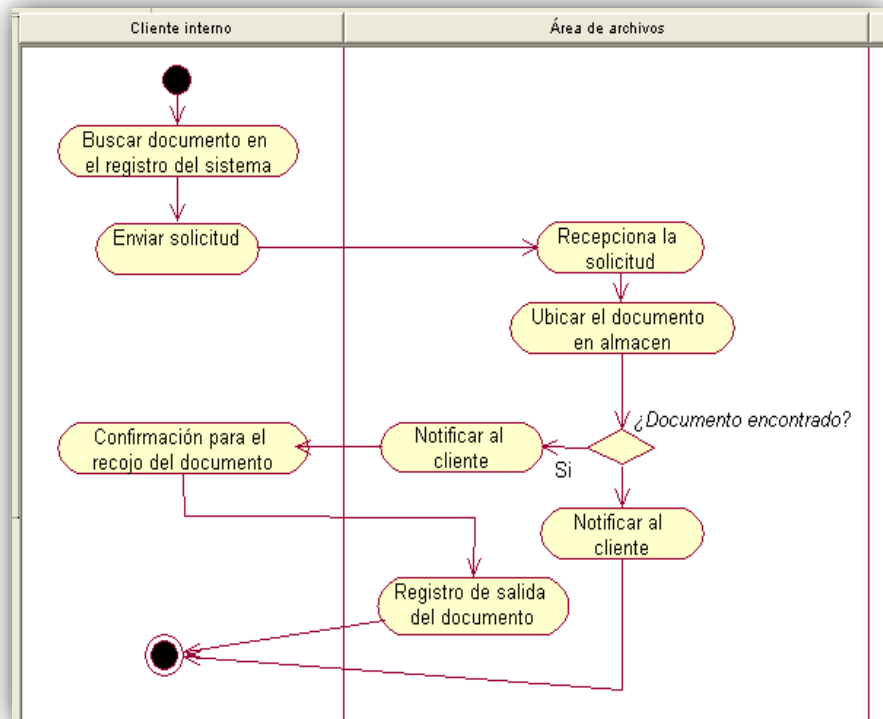 Cliente interno
Área de archivos
Buscar documento en
el registro del sistema
Enviar solicitud
Recepciona la
solicitud
Ubicar el documento
en almacen
¿Documento encontrado?
Si
Notificar al
cliente
Confirmación para el
recojo del documento
Notificar al
cliente
Registro de salida
del documento